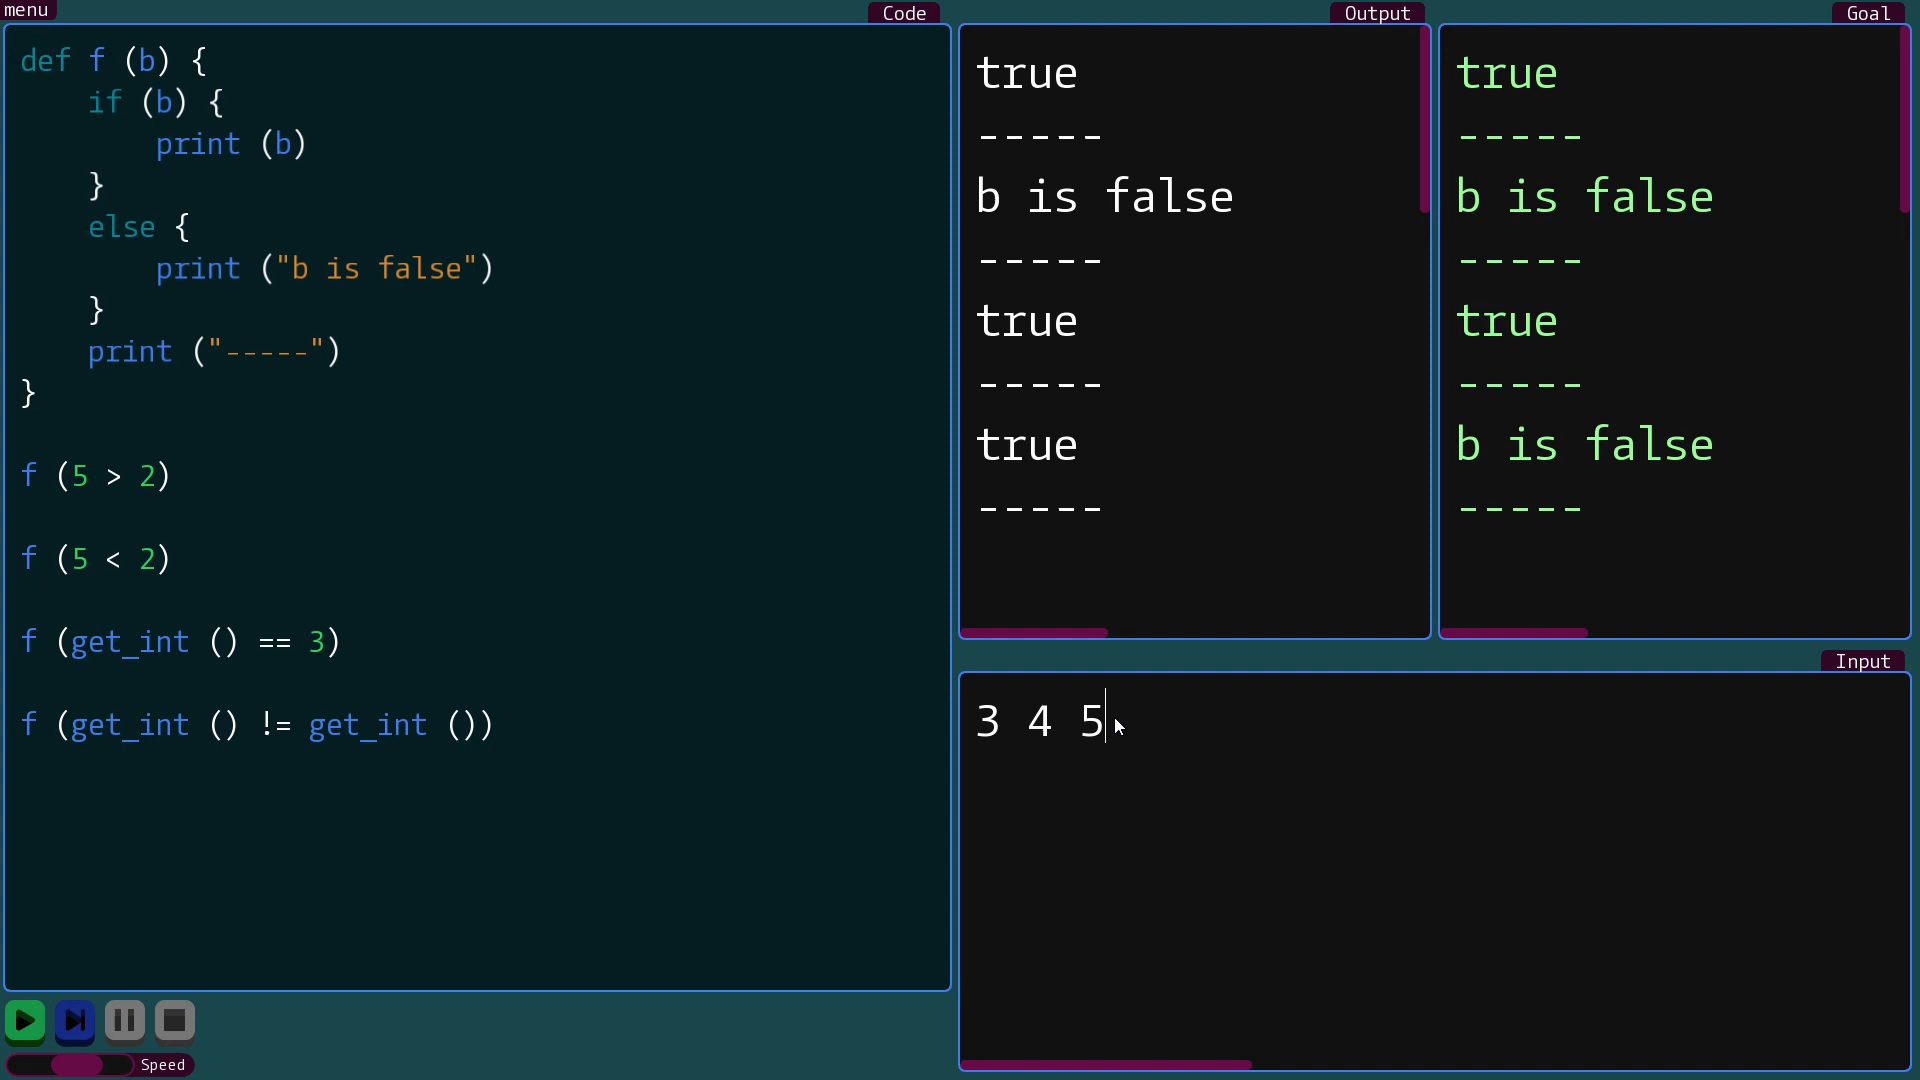 menu
Code
def f (b) {
if (b) {
print (b)
}
else {
print ("b is false")
}
print ("-----")
}
f (5 > 2)
f (5 < 2)
f (get_int () == 3)
f (get_int () != get_int ())
Speed
Output
true
-----
b is false
-----
true
-----
true
-----
Goal
true
-----
b is false
-----
true
-----
b is false
-----
Input
3 4 5